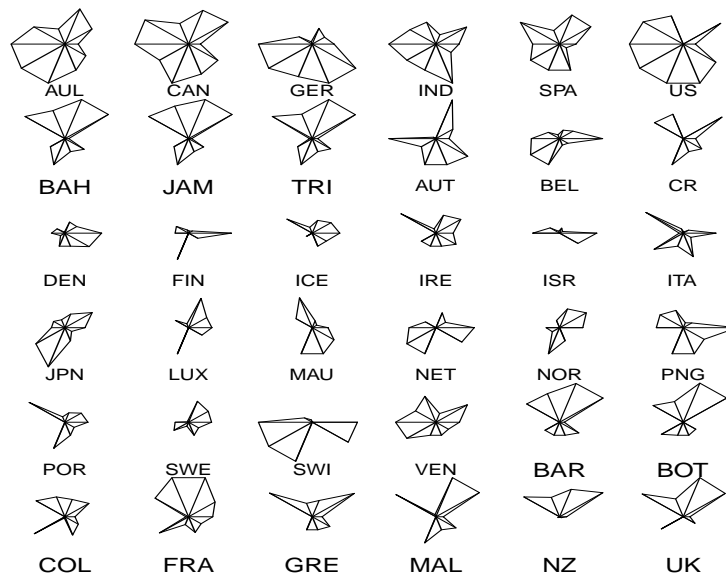 AUL CAN GER IND SPA US
BAH JAM TRI AUT BEL CR
DEN FIN ICE IRE ISR ITA
JPN LUX MAU NET NOR PNG
POR SWE SWI VEN BAR BOT
COL FRA GRE MAL NZ UK